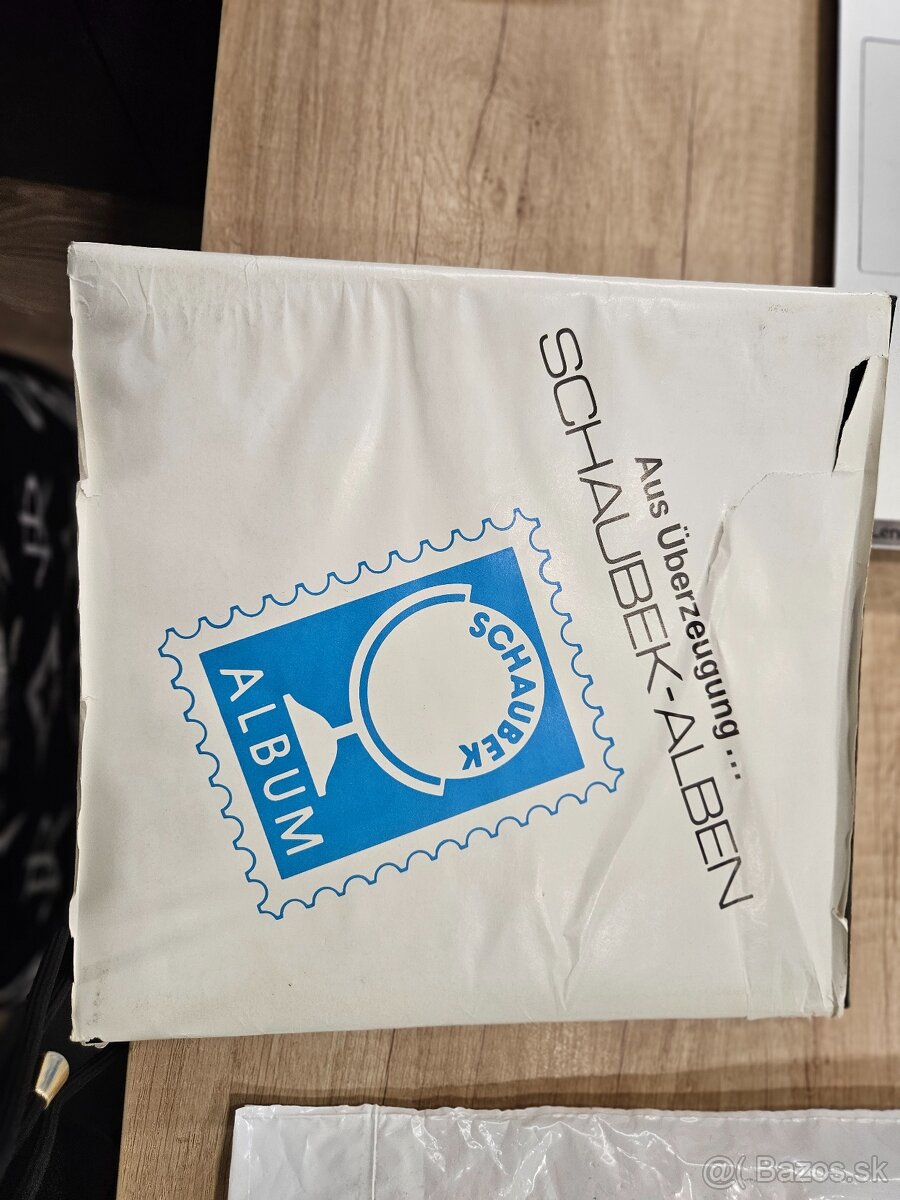 Aus Überzeugung ...
SCHAUBEK-ALBEN
SCHAUBEK
ALBUM
@( Bazos.sk